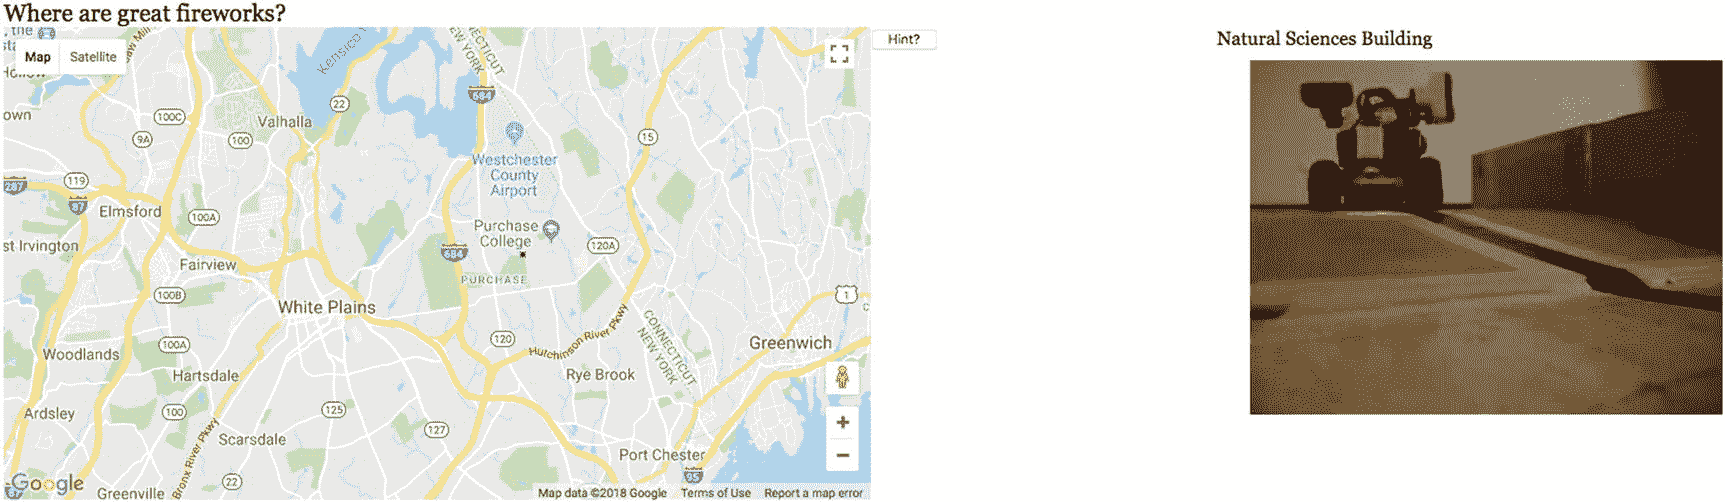 Where are great fireworks?
Hint?
Natural Sciences Building
Map
Satellite
Kensico
CONNECTICUT
NEW YORK
684
22
100C
9A
Valhalla
100
15
Westchester
County
Airport
287
119
87
Elmsford
100A
Purchase
College
120A
st Irvington
Fairview
684
PURCHASE
100B
White Plains
1
Hutchinson River Pkwy
120
CONNECTICUT
NEW YORK
Greenwich
Woodlands
100A
Hartsdale
Rye Brook
Ardsley
100
125
127
Scarsdale
Bronx River Pkwy
Port Chester
Google
Greenville
22
95
87
Map data ©2018 Google
Terms of Use
Report a map error